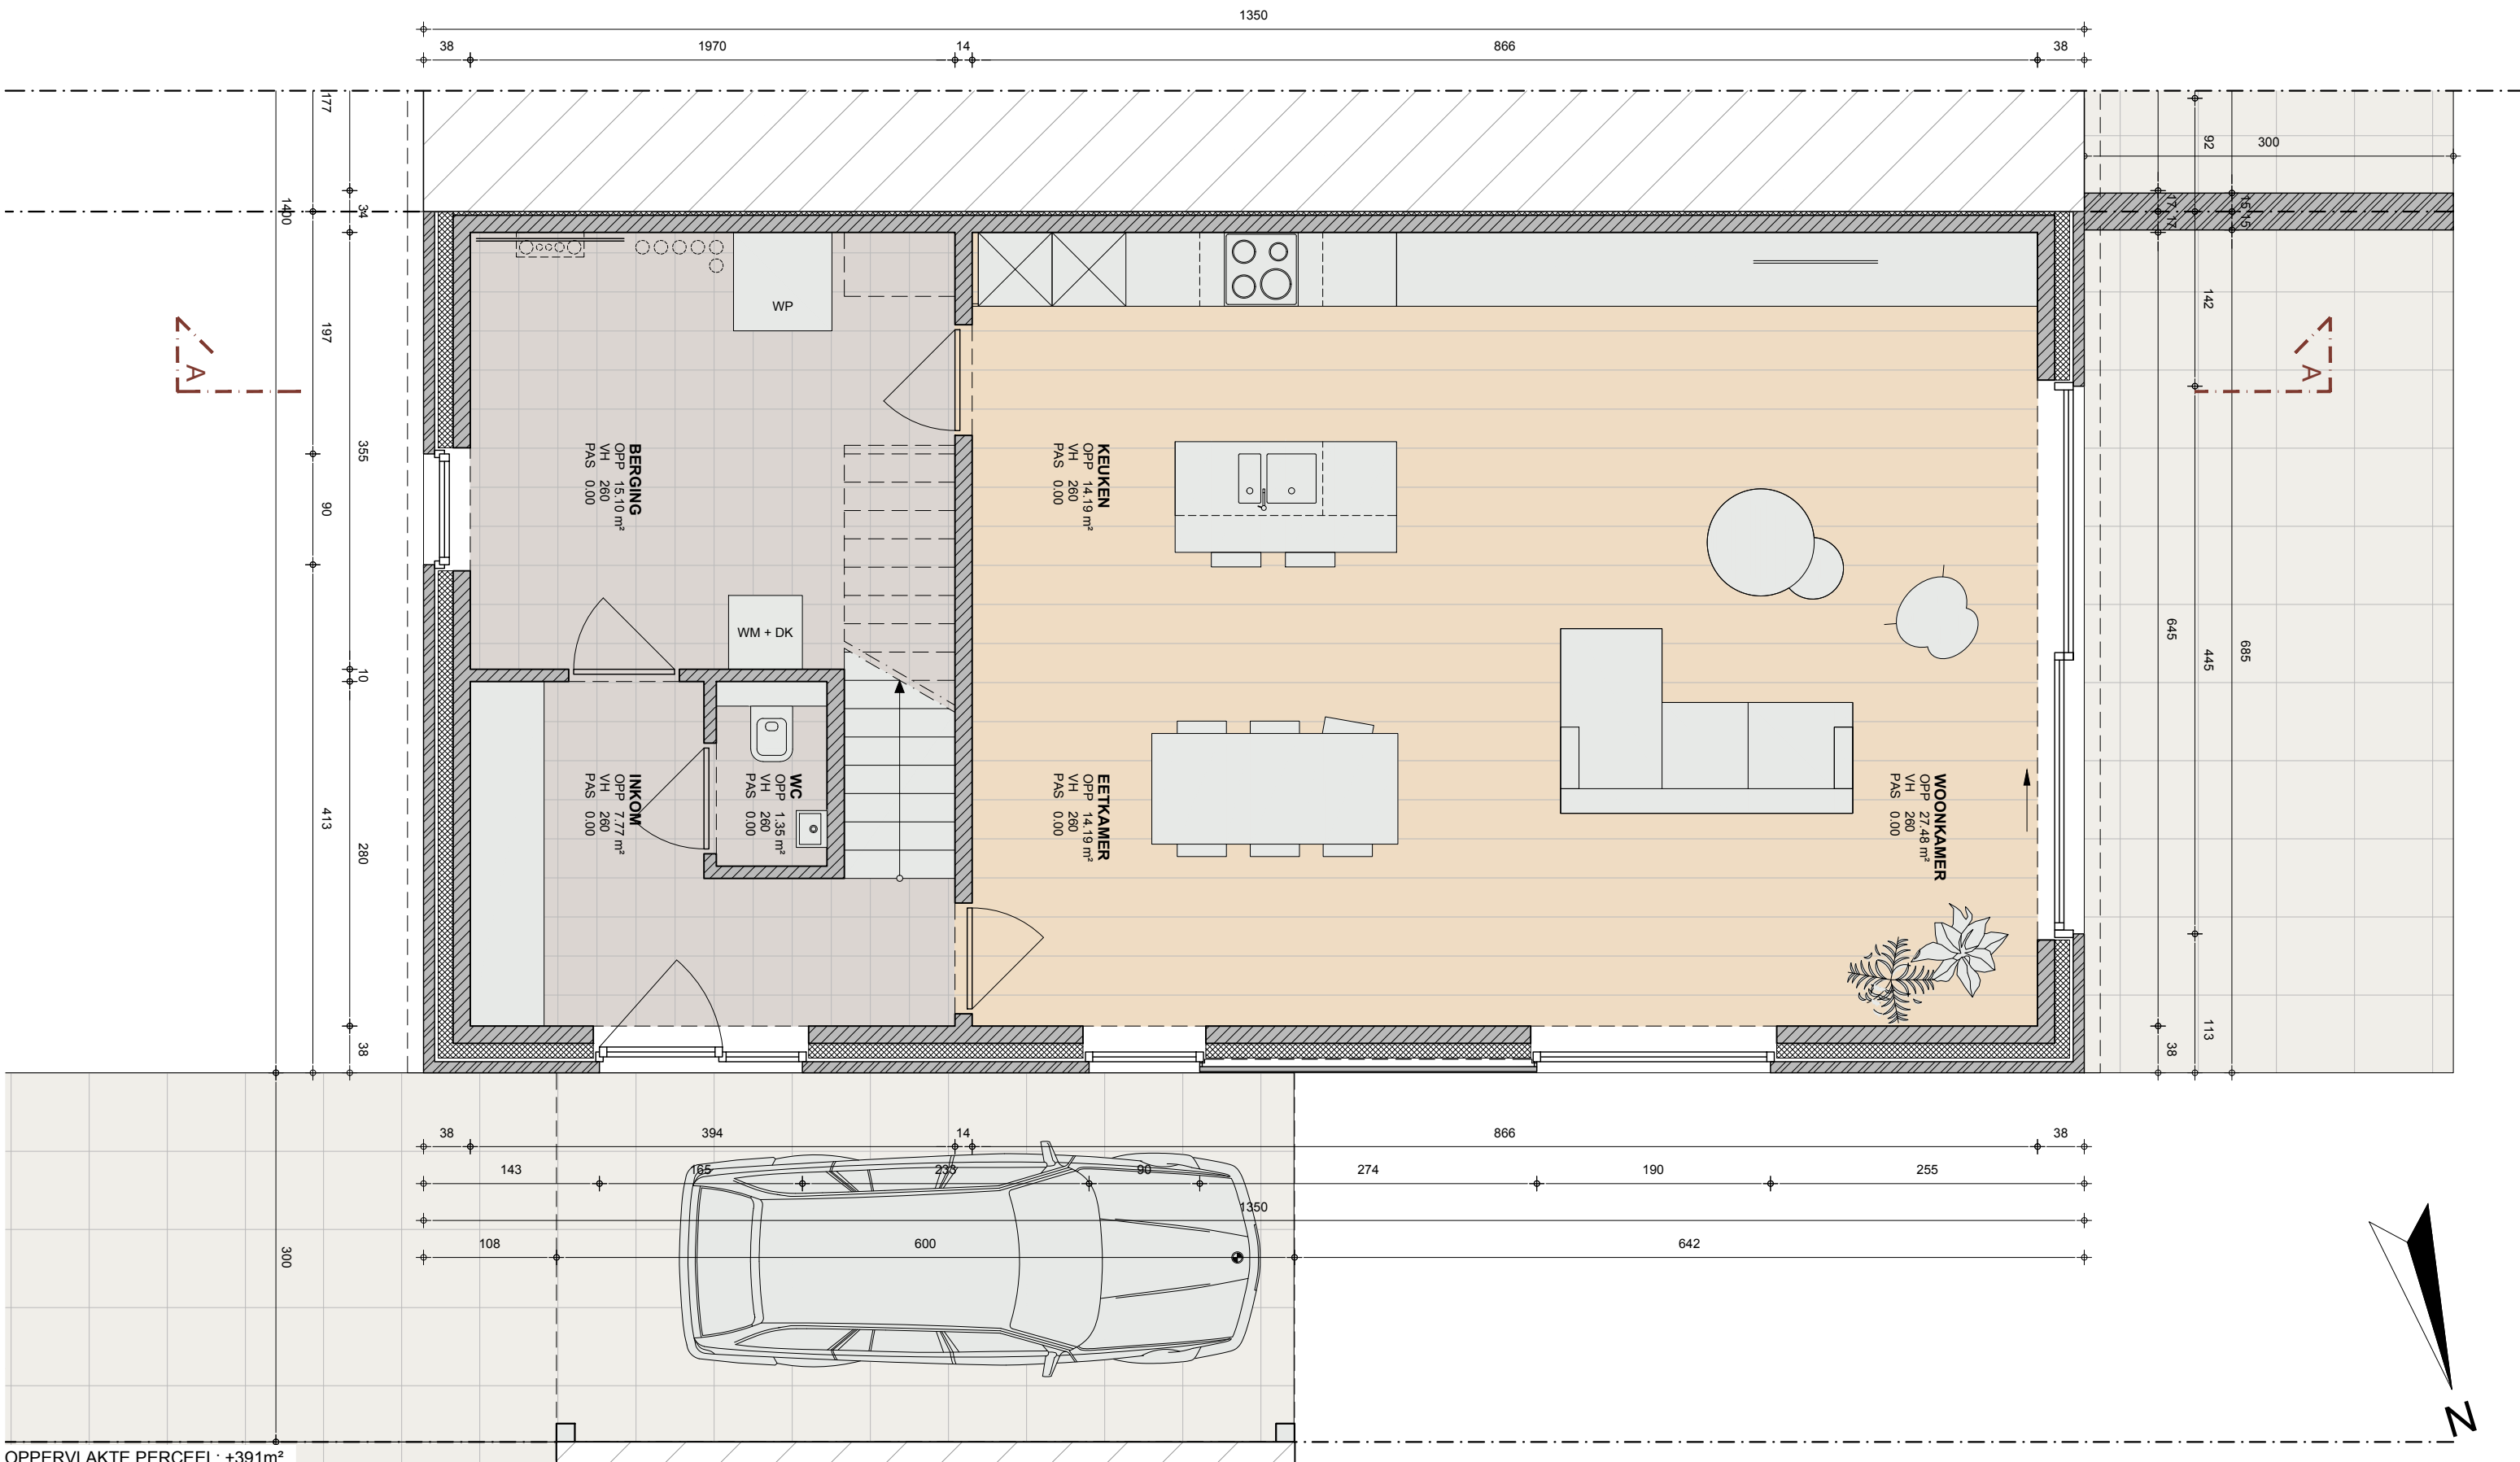 1350
38 1970 14 866 38
177
34
1400
355
197
90
10
413
280
38
300
92
300
17 17
15 15
142
645
445
685
113
38
A
A
WP
BERGING
OPP 15.10 m²
VH 260
PAS 0.00
KEUKEN
OPP 14.19 m²
VH 260
PAS 0.00
WM + DK
INKOM
OPP 7.77 m²
VH 260
PAS 0.00
WC
OPP 1.35 m²
VH 260
PAS 0.00
EETKAMER
OPP 14.19 m²
VH 260
PAS 0.00
WOONKAMER
OPP 27.48 m²
VH 260
PAS 0.00
38 394 14 866 38
143 165 233 90 274 190 255
1350
108 600 642
N
OPPERVLAKTE PERCEEL: ±391m²